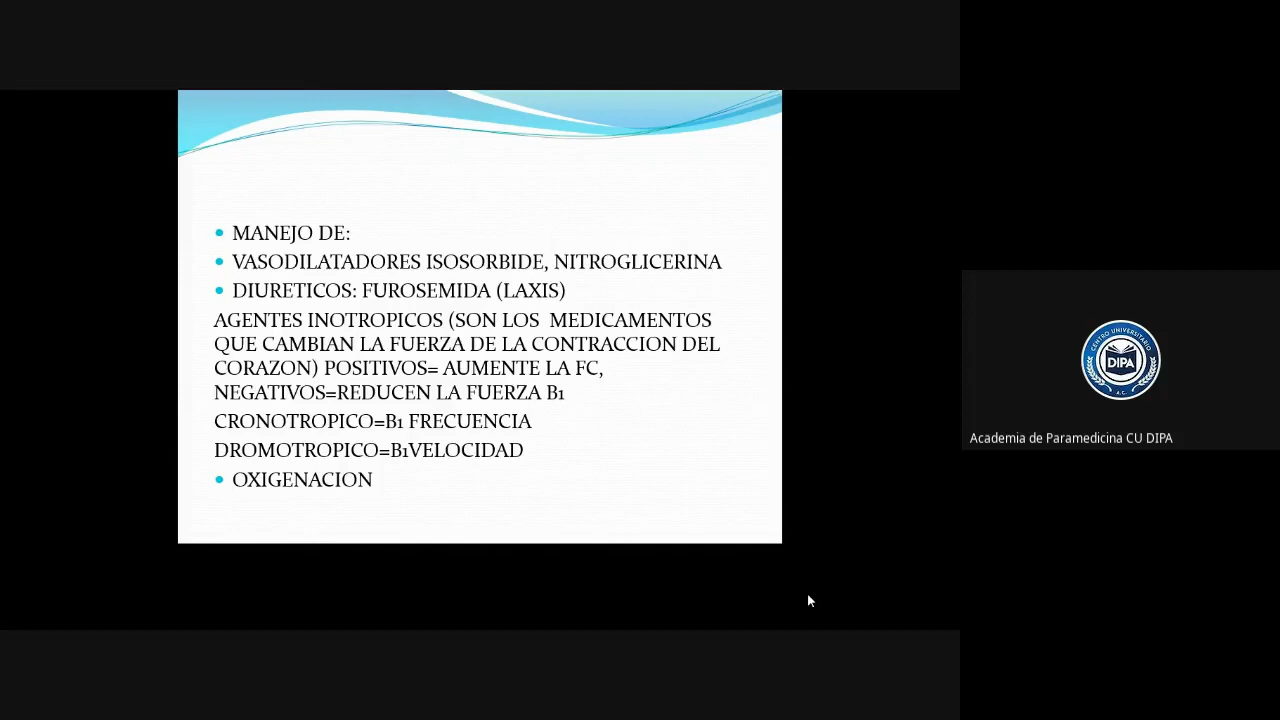 MANEJO DE:
VASODILATADORES ISOSORBIDE, NITROGLICERINA
DIURETICOS: FUROSEMIDA (LAXIS)
AGENTES INOTROPICOS (SON LOS MEDICAMENTOS
QUE CAMBIAN LA FUERZA DE LA CONTRACCION DEL
CORAZON) POSITIVOS= AUMENTE LA FC,
NEGATIVOS=REDUCEN LA FUERZA B1
CRONOTROPICO=B1 FRECUENCIA
DROMOTROPICO=B1VELOCIDAD
OXIGENACION
CENTRO UNIVERSITARIO
DIPA
A.C.
Academia de Paramedicina CU DIPA